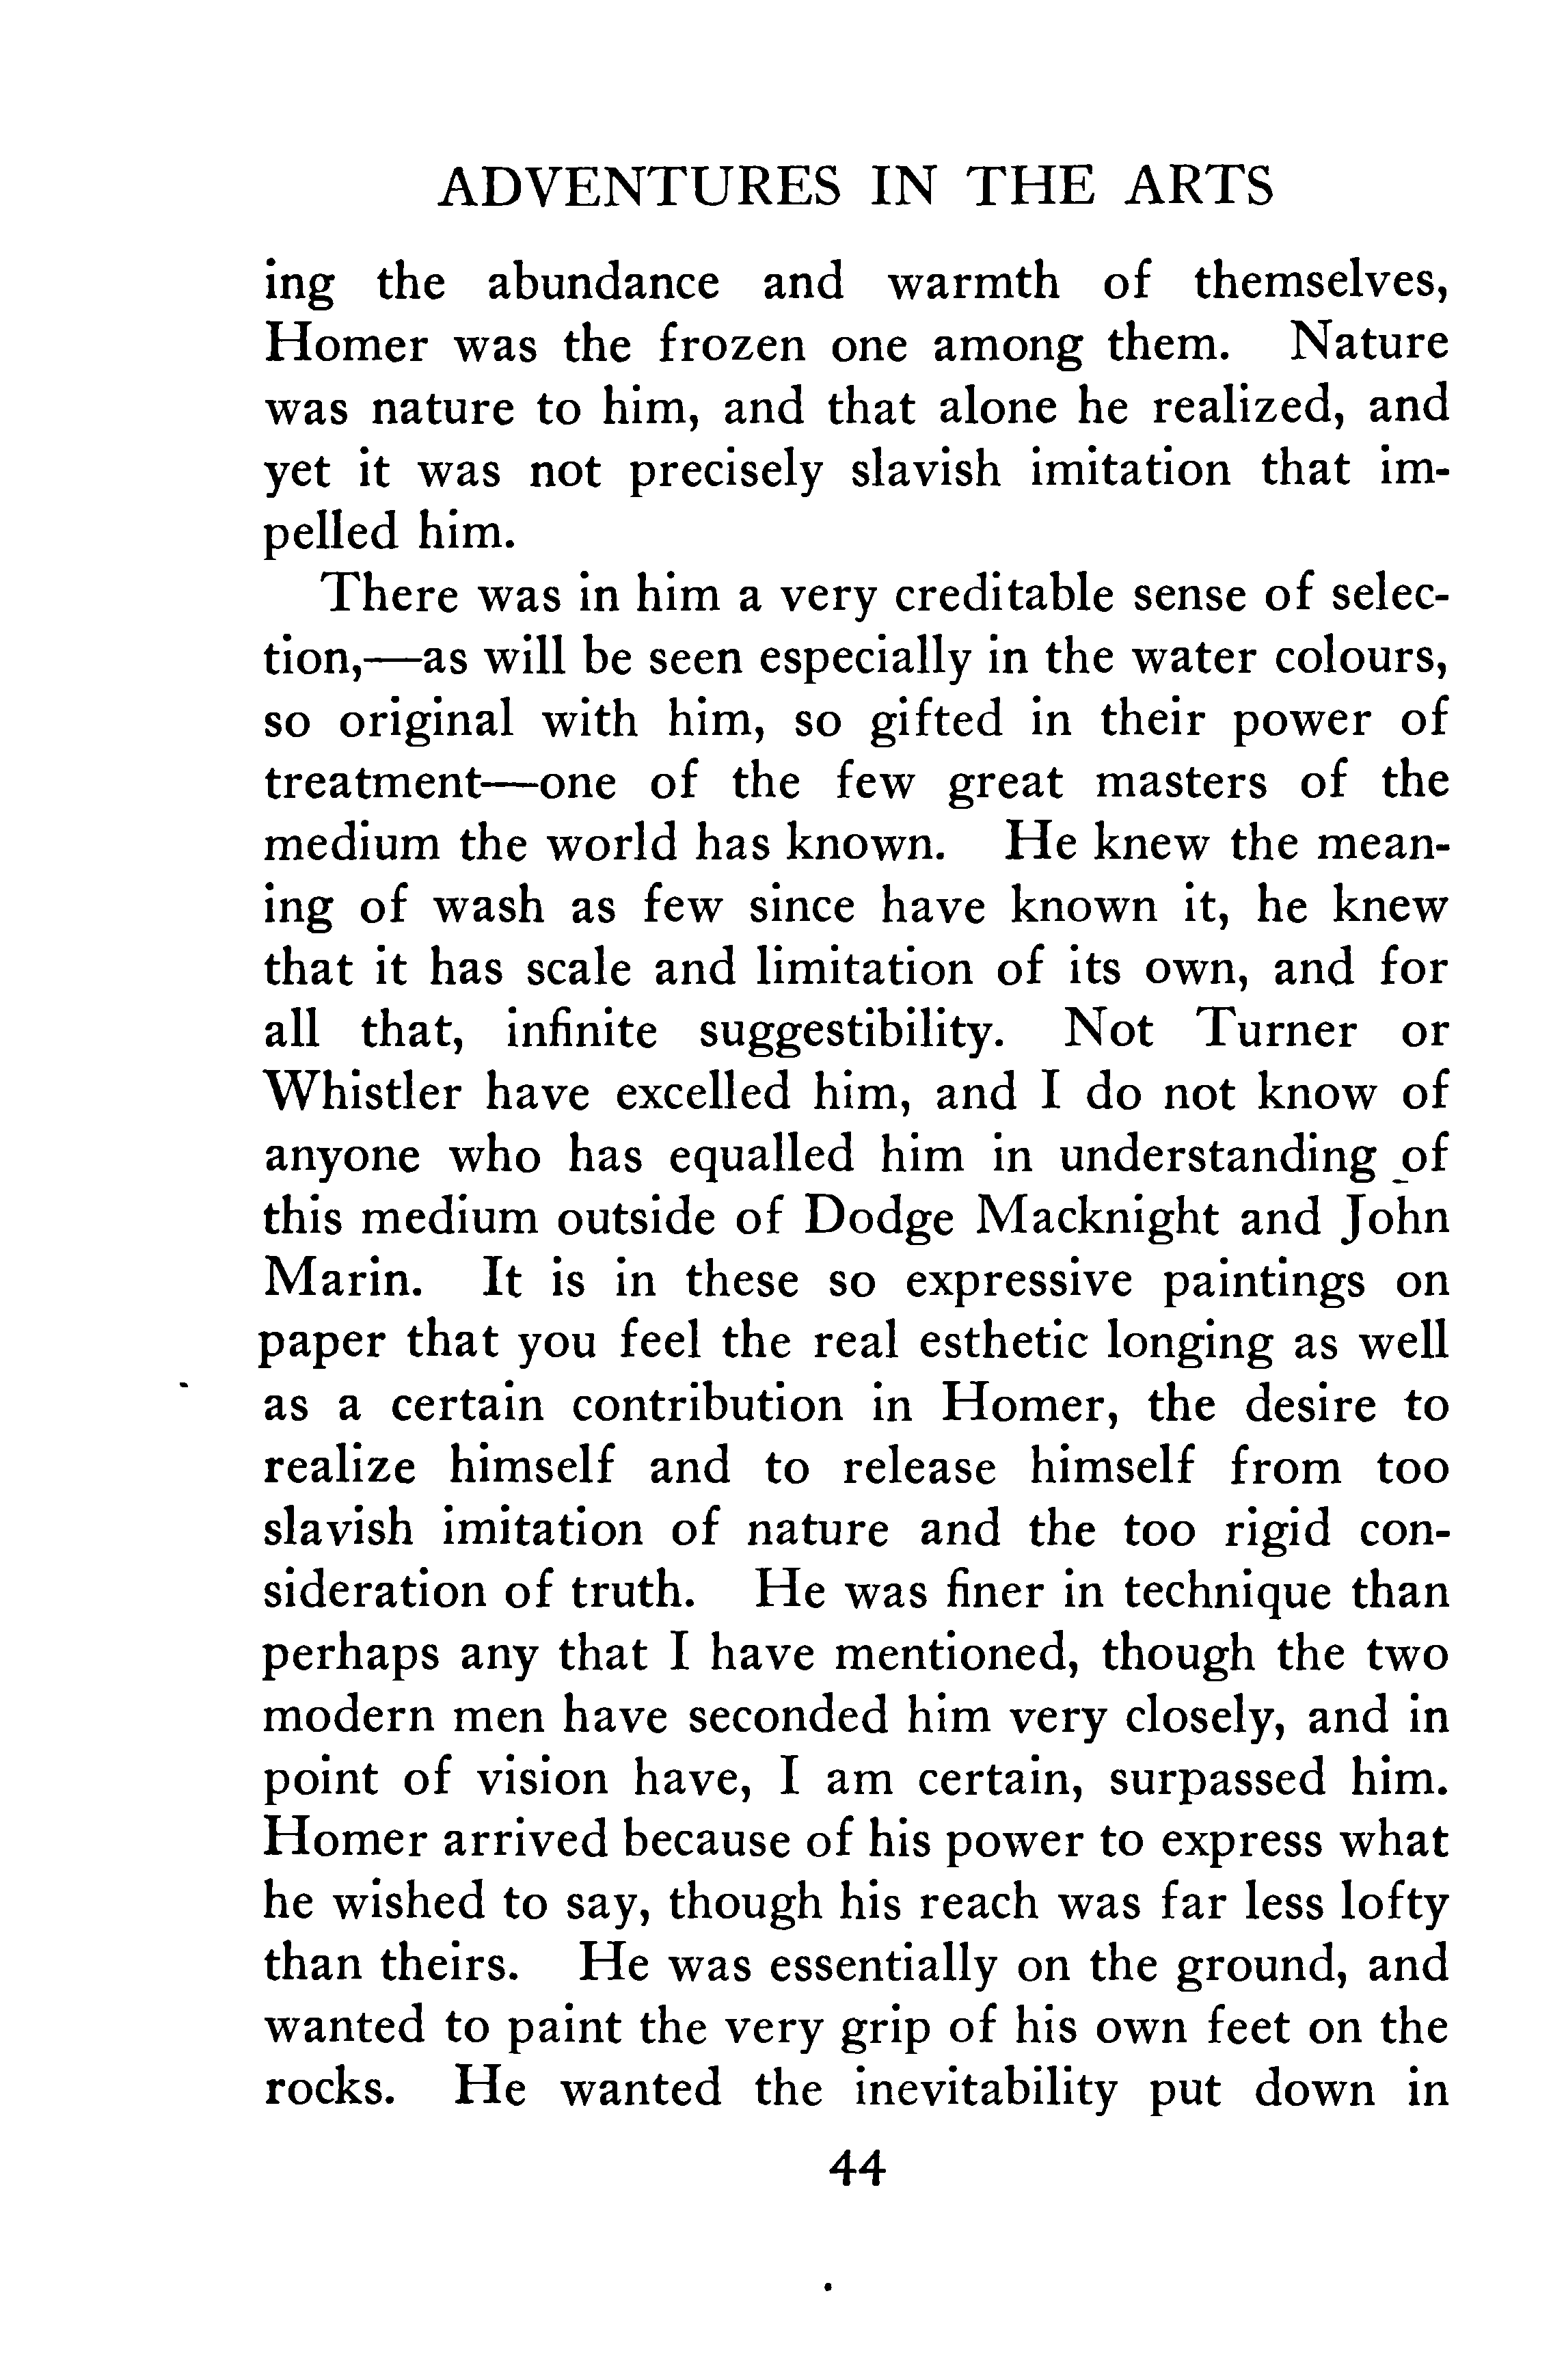 ADVENTURES IN THE ARTS
ing the abundance and warmth of themselves,
Homer was the frozen one among them. Nature
was nature to him, and that alone he realized, and
yet it was not precisely slavish imitation that im-
pelled him.
There was in him a very creditable sense of selec-
tion,—as will be seen especially in the water colours,
so original with him, so gifted in their power of
treatment—one of the few great masters of the
medium the world has known. He knew the mean-
ing of wash as few since have known it, he knew
that it has scale and limitation of its own, and for
all that, infinite suggestibility. Not Turner or
Whistler have excelled him, and I do not know of
anyone who has equalled him in understanding of
this medium outside of Dodge Macknight and John
Marin. It is in these so expressive paintings on
paper that you feel the real esthetic longing as well
as a certain contribution in Homer, the desire to
realize himself and to release himself from too
slavish imitation of nature and the too rigid con-
sideration of truth. He was finer in technique than
perhaps any that I have mentioned, though the two
modern men have seconded him very closely, and in
point of vision have, I am certain, surpassed him.
Homer arrived because of his power to express what
he wished to say, though his reach was far less lofty
than theirs. He was essentially on the ground, and
wanted to paint the very grip of his own feet on the
rocks. He wanted the inevitability put down in
44